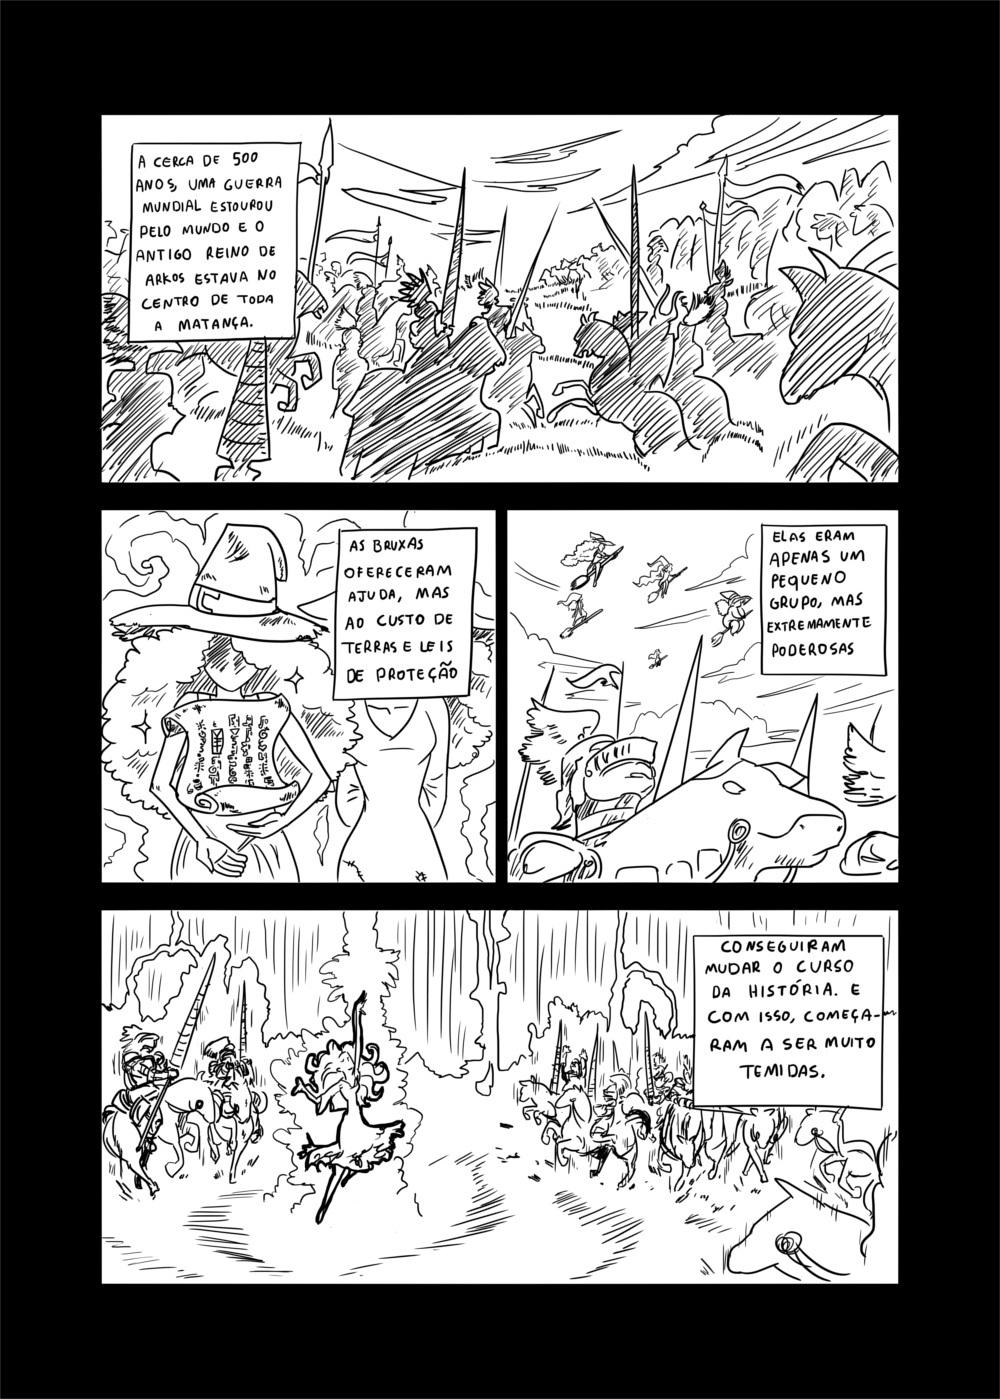 A CERCA DE 500
ANOS, UMA GUERRA
MUNDIAL ESTOUROU
PELO MUNDO E O
ANTIGO REINO DE
ARKOS ESTAVA NO
CENTRO DE TODA
A MATANÇA.
AS BRUXAS
OFERECERAM
AJUDA, MAS
AO CUSTO DE
TERRAS E LEIS
DE PROTEÇÃO
ELAS ERAM
APENAS UM
PEQUENO
GRUPO, MAS
EXTREMAMENTE
PODEROSAS
CONSEGUIRAM
MUDAR O CURSO
DA HISTÓRIA. E
COM ISSO, COMEÇA-
RAM A SER MUITO
TEMIDAS.